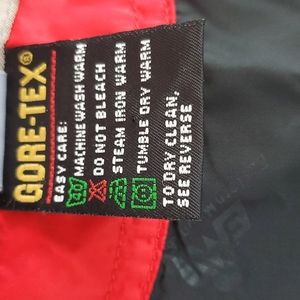 GORE-TEX®
EASY CARE:
MACHINE WASH WARM
DO NOT BLEACH
STEAM IRON WARM
TUMBLE DRY WARM
TO DRY CLEAN,
SEE REVERSE